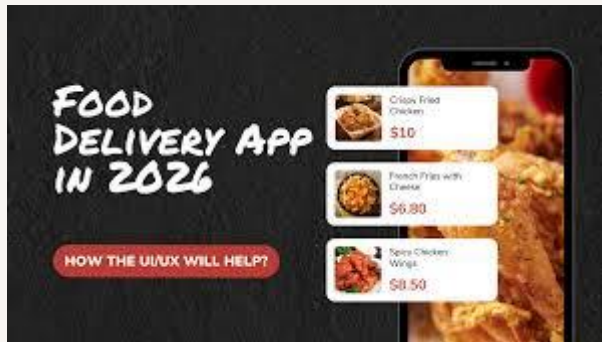 Food
Delivery App
in 2026
HOW THE UI/UX WILL HELP?
Crispy Fried
Chicken
$10
French Fries with
Cheese
$6.80
Spicy Chicken
Wings
$8.50